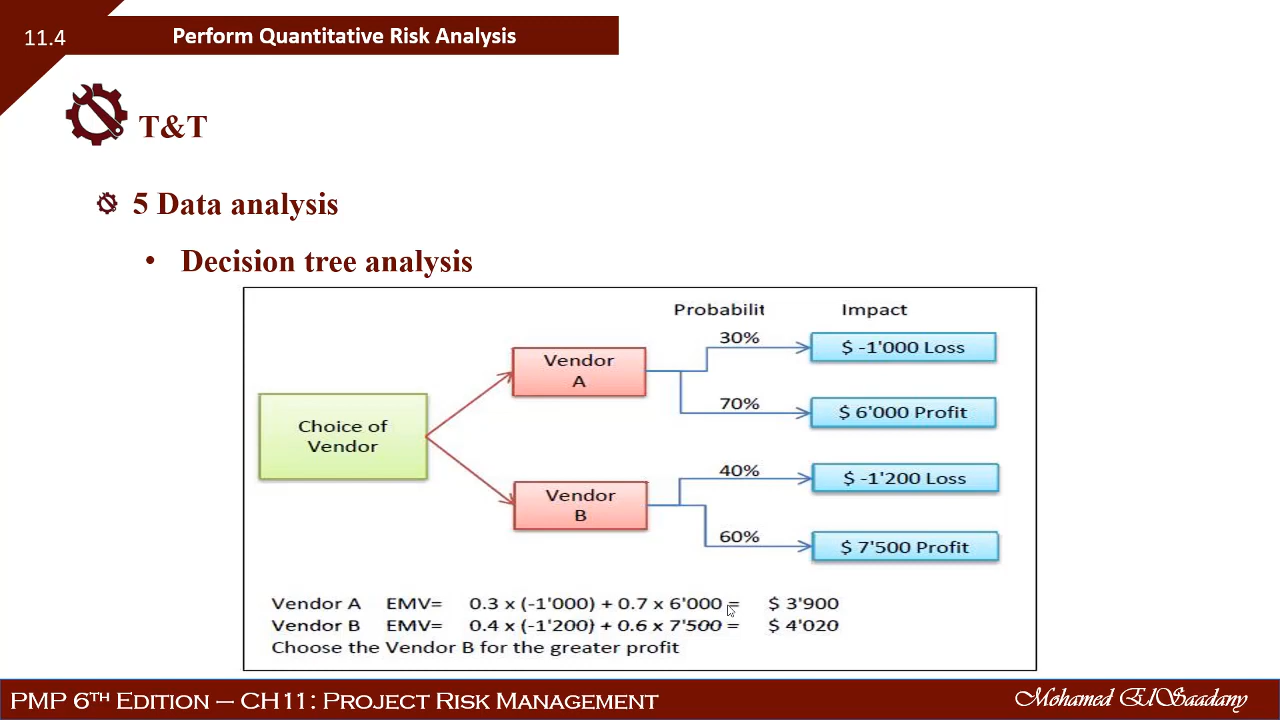 11.4
Perform Quantitative Risk Analysis
T&T
5 Data analysis
• Decision tree analysis
Probabilit Impact
30%
$ -1'000 Loss
Vendor
A
70%
$ 6'000 Profit
Choice of
Vendor
40%
$ -1'200 Loss
Vendor
B
60%
$ 7'500 Profit
Vendor A EMV= 0.3 x (-1'000) + 0.7 x 6'000 = $ 3'900
Vendor B EMV= 0.4 x (-1'200) + 0.6 x 7'500 = $ 4'020
Choose the Vendor B for the greater profit
PMP 6TH EDITION – CH11: PROJECT RISK MANAGEMENT
Mohamed ElSaadany